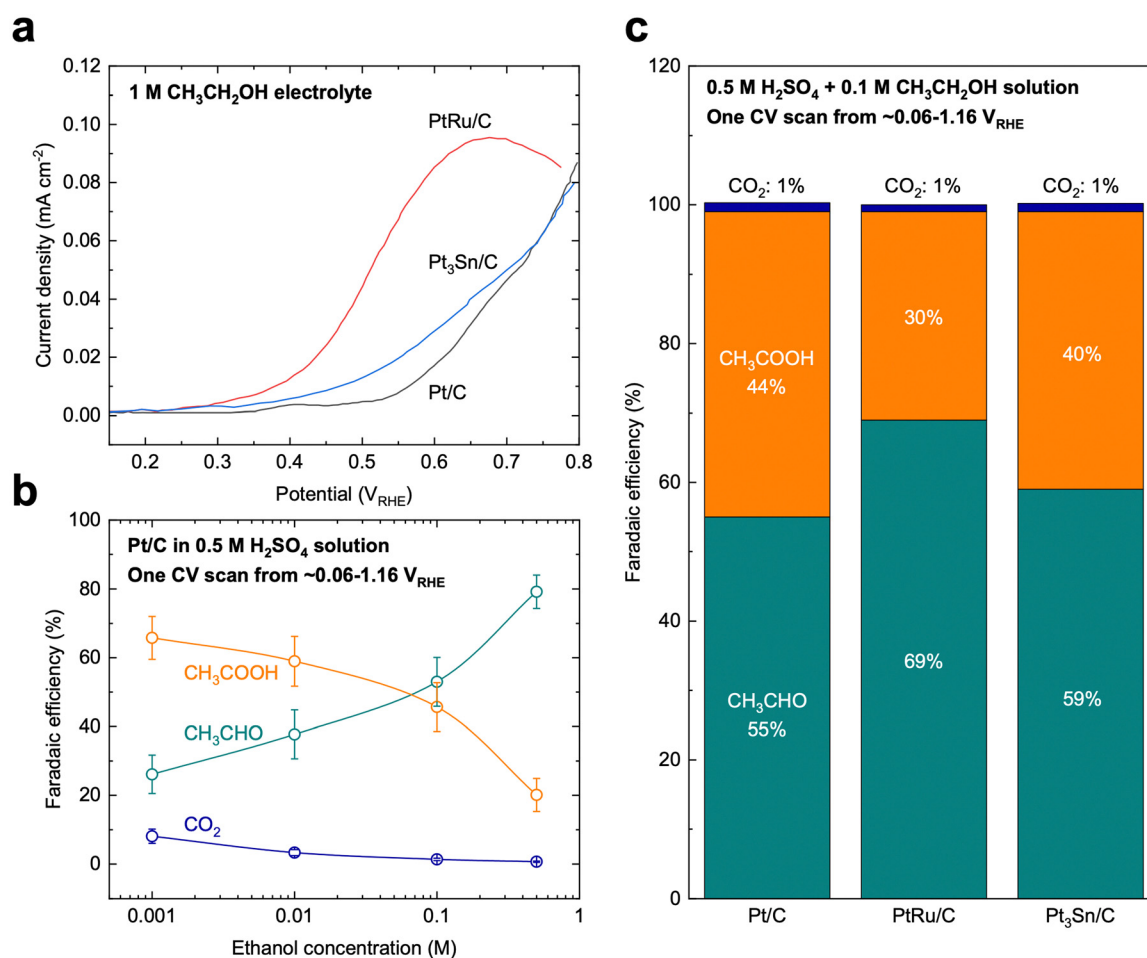 a
0.12
0.10
0.08
0.06
0.04
0.02
0.00
Current density (mA cm⁻²)
1 M CH₃CH₂OH electrolyte
PtRu/C
Pt₃Sn/C
Pt/C
0.2 0.3 0.4 0.5 0.6 0.7 0.8
Potential (V_RHE)
b
100
80
60
40
20
0
Faradaic efficiency (%)
Pt/C in 0.5 M H₂SO₄ solution
One CV scan from ~0.06-1.16 V_RHE
CH₃COOH
CH₃CHO
CO₂
0.001 0.01 0.1 1
Ethanol concentration (M)
c
120
100
80
60
40
20
0
Faradaic efficiency (%)
0.5 M H₂SO₄ + 0.1 M CH₃CH₂OH solution
One CV scan from ~0.06-1.16 V_RHE
CO₂: 1% CO₂: 1% CO₂: 1%
CH₃COOH
44%
30%
40%
CH₃CHO
55%
69%
59%
Pt/C PtRu/C Pt₃Sn/C